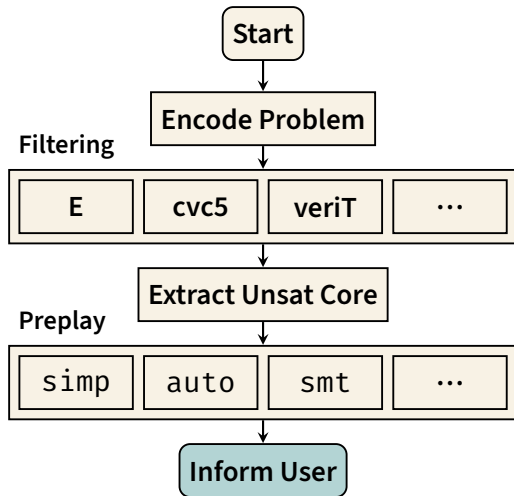 Start
Encode Problem
Filtering
E cvc5 veriT ···
Extract Unsat Core
Preplay
simp auto smt ···
Inform User